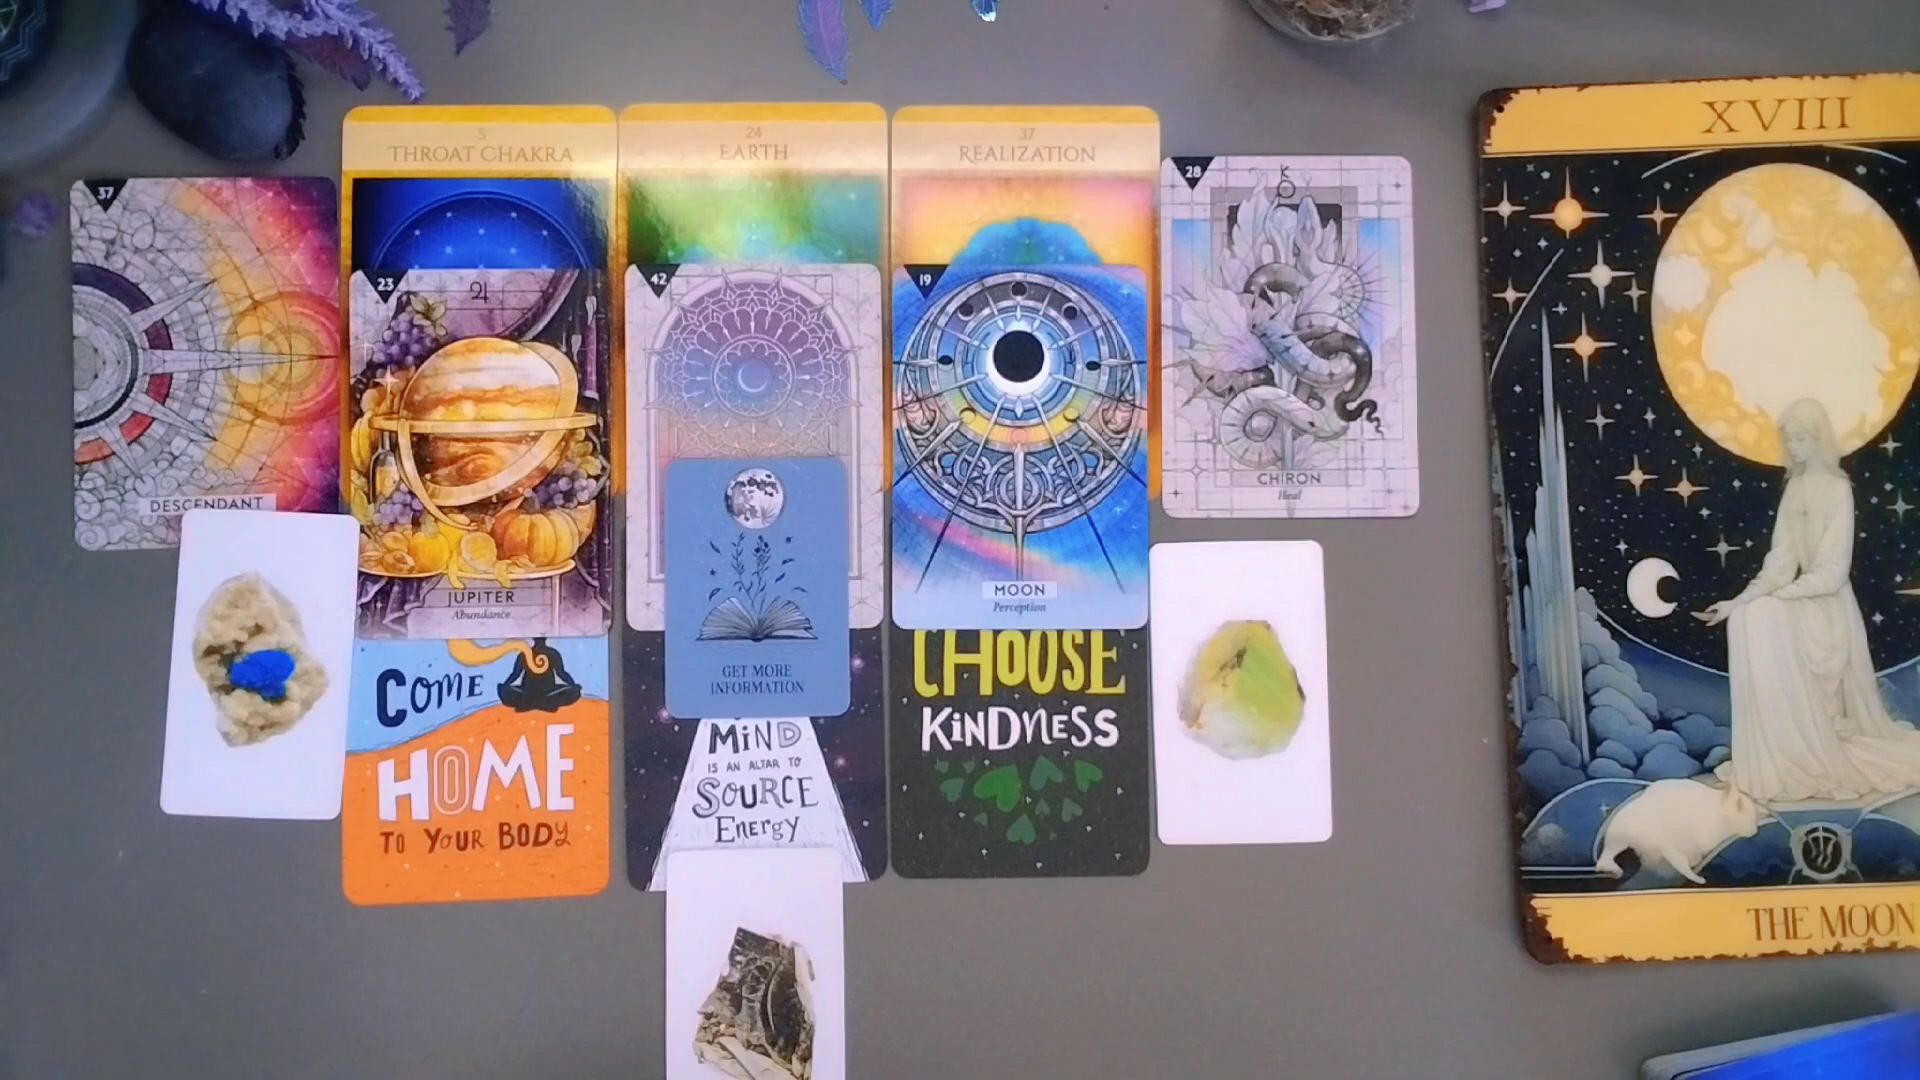 5
THROAT CHAKRA
24
EARTH
37
REALIZATION
XVIII
37
DESCENDANT
23
JUPITER
Abundance
42
19
MOON
Perception
28
CHIRON
Heal
GET MORE
INFORMATION
COME
HOME
TO YOUR BODY
MIND
IS AN ALTAR TO
SOURCE
ENERGY
CHOOSE
KINDNESS
THE MOON